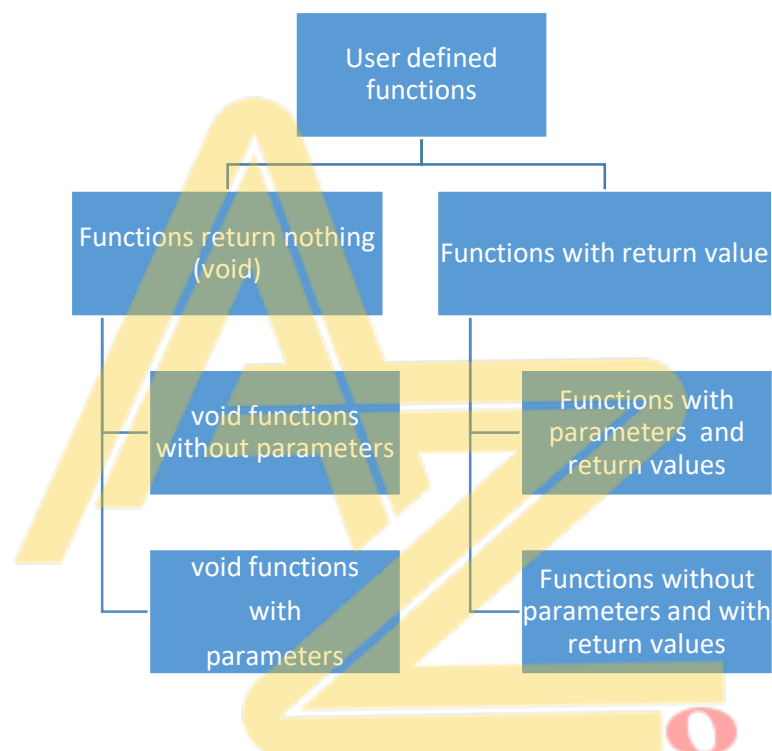 User defined
functions
Functions return nothing
(void)
Functions with return value
void functions
without parameters
void functions
with
parameters
Functions with
parameters and
return values
Functions without
parameters and with
return values